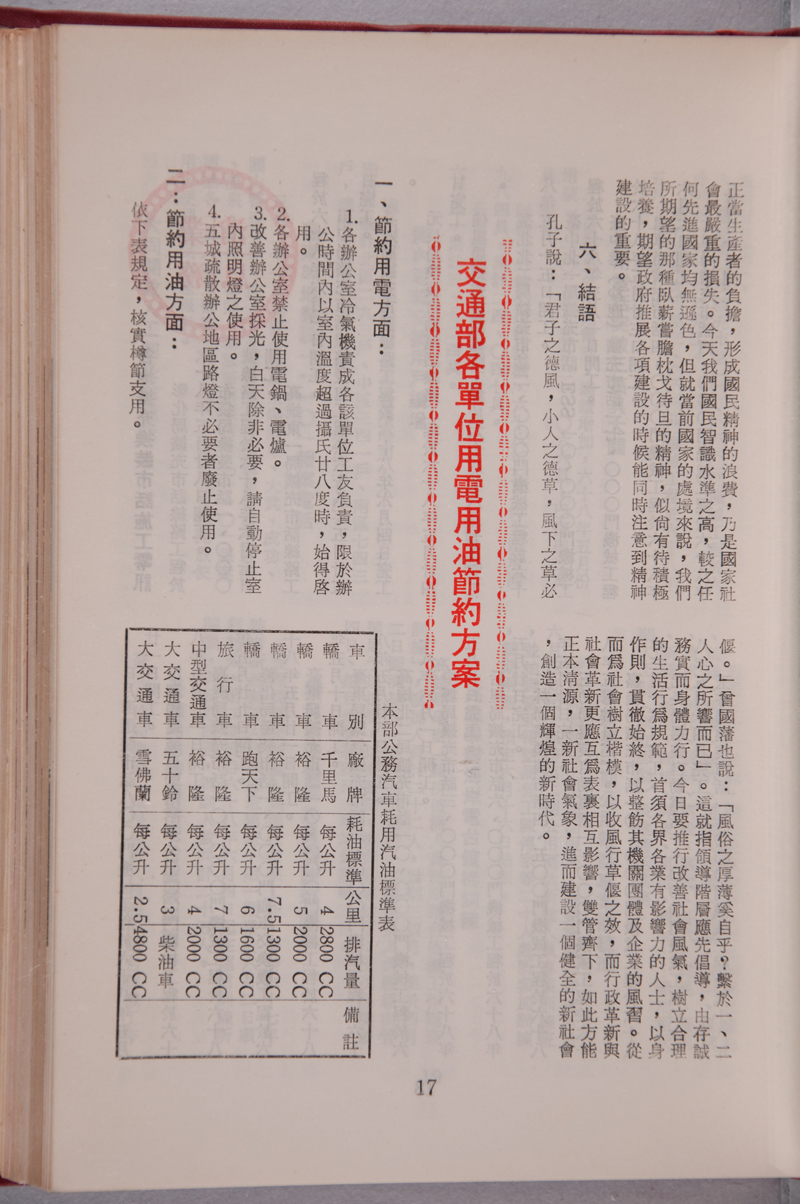 正當生產者的負擔，形成國民精神的浪費，乃是國家社
會最嚴重的損失。今天我們國民智識水準之高，較之任
何先進國家均無遜色，但就當前國家的處境來說，我們
所期望的那種臥薪嘗膽枕戈待旦的精神，似尙有待積極
培養，期望政府推展各項建設的時候能同時注意到精神
建設的重要。
六、結語
孔子說：「君子之德風，小人之德草，風下之草必
偃。」曾國藩也說：「風俗之厚薄奚自乎？繫於一、二
人心之所響而已」。這就指領導階層應先倡導，由存誠
務實而身體力行。今日要推行改善社會風氣，樹立合理
的生活行爲規範，首須各界各業有影響力的人士，以身
作則，貫徹始終，以整飭其機關團體及企業的風習。從
而爲社會樹立楷模，以收風行草偃之效，而行政革新與
社會革新更應互爲表裏相互影響，雙管齊下，如此方能
正本清源，一新社會氣象，進而建設一個健全的新社會
，創造一個輝煌的新時代。
交通部各單位用電用油節約方案
一、節約用電方面：
1.各辦公室冷氣機責成各該單位工友負責，限於辦
公時間內以室內溫度超過攝氏廿八度時，始得啓
用。
2.各辦公室禁止使用電鍋、電爐。
3.改善辦公室採光，白天除非必要，請自動停止室
內照明燈之使用。
4.五城疏散辦公地區路燈不必要者廢止使用。
二：節約用油方面：
依下表規定，核實樽節支用。
本部公務汽車耗用汽油標準表
車別 廠牌 耗油標準 公里 排汽量 備註
轎車 千里馬 每公升 4 2800 CC
轎車 裕隆 每公升 5 2000 CC
轎車 裕隆 每公升 7.5 1300 CC
轎車 跑天下 每公升 6 1600 CC
旅行車 裕隆 每公升 7 1300 CC
中型交通車 裕隆 每公升 4 2000 CC
大交通車 五十鈴 每公升 3 柴油車
大交通車 雪佛蘭 每公升 2.5 4800 CC
17